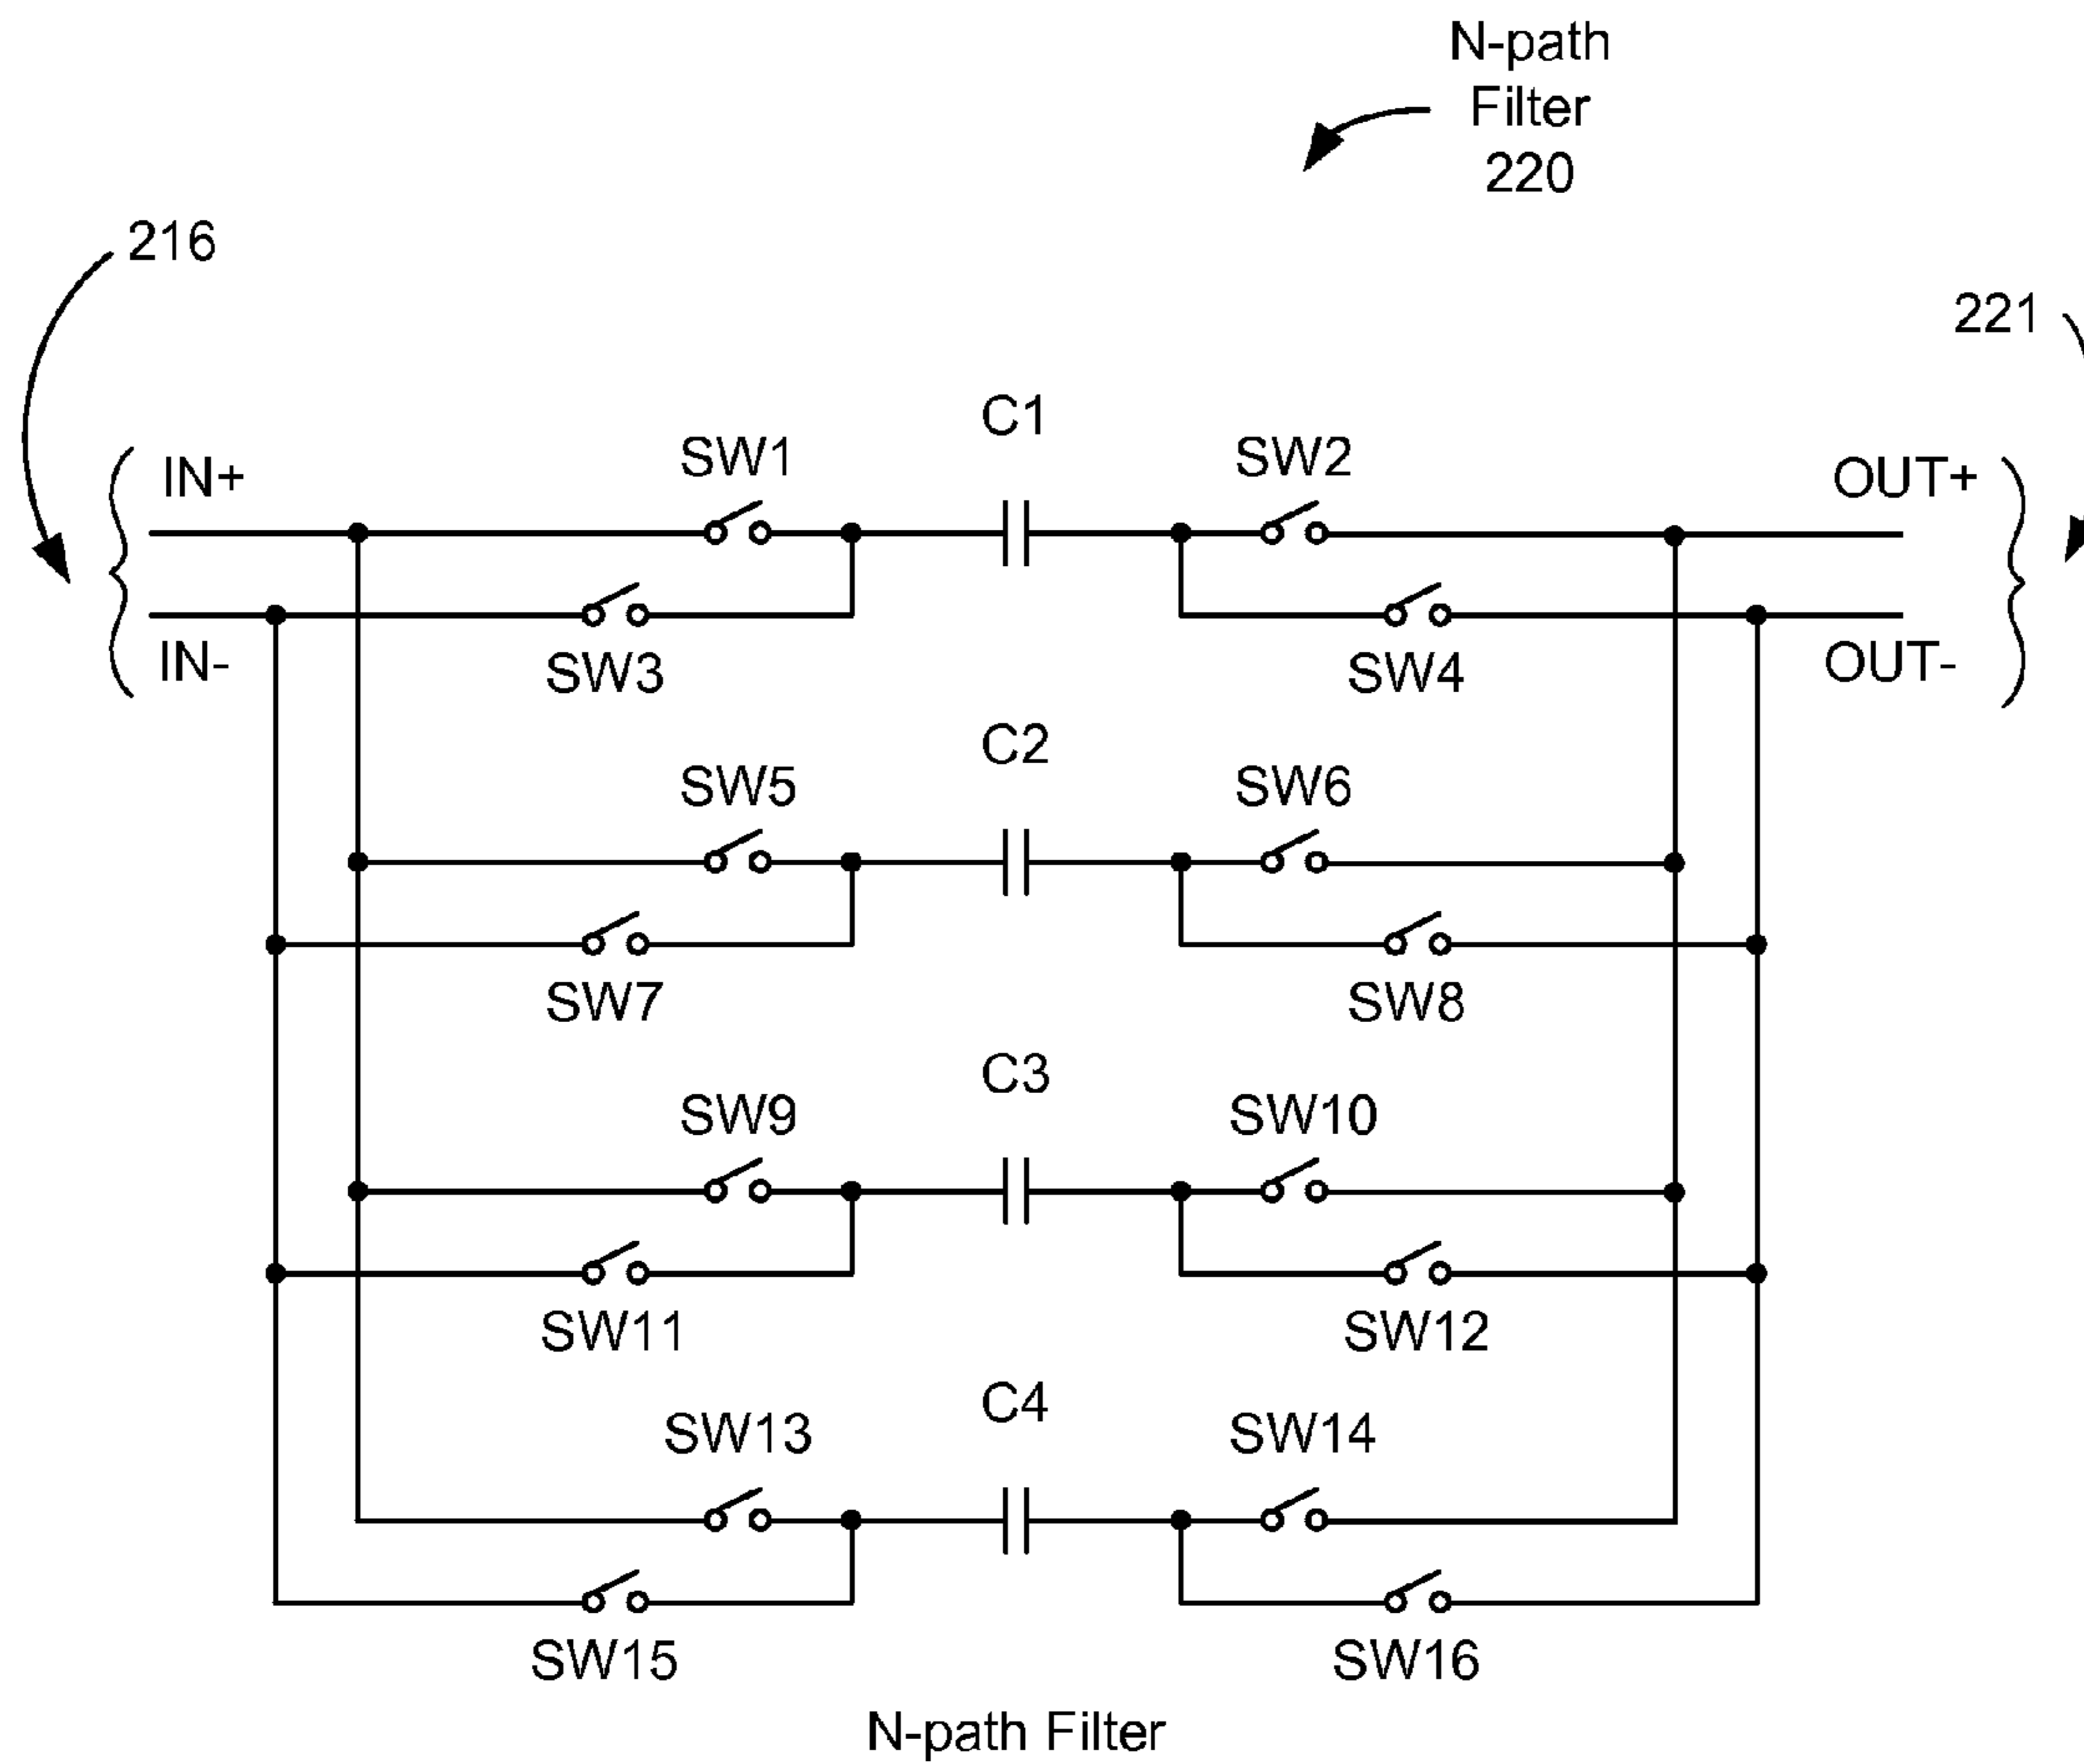 N-path
Filter
220
216
221
C1
SW1
SW2
IN+
OUT+
IN-
OUT-
SW3
SW4
C2
SW5
SW6
SW7
SW8
C3
SW9
SW10
SW11
SW12
C4
SW13
SW14
SW15
SW16
N-path Filter